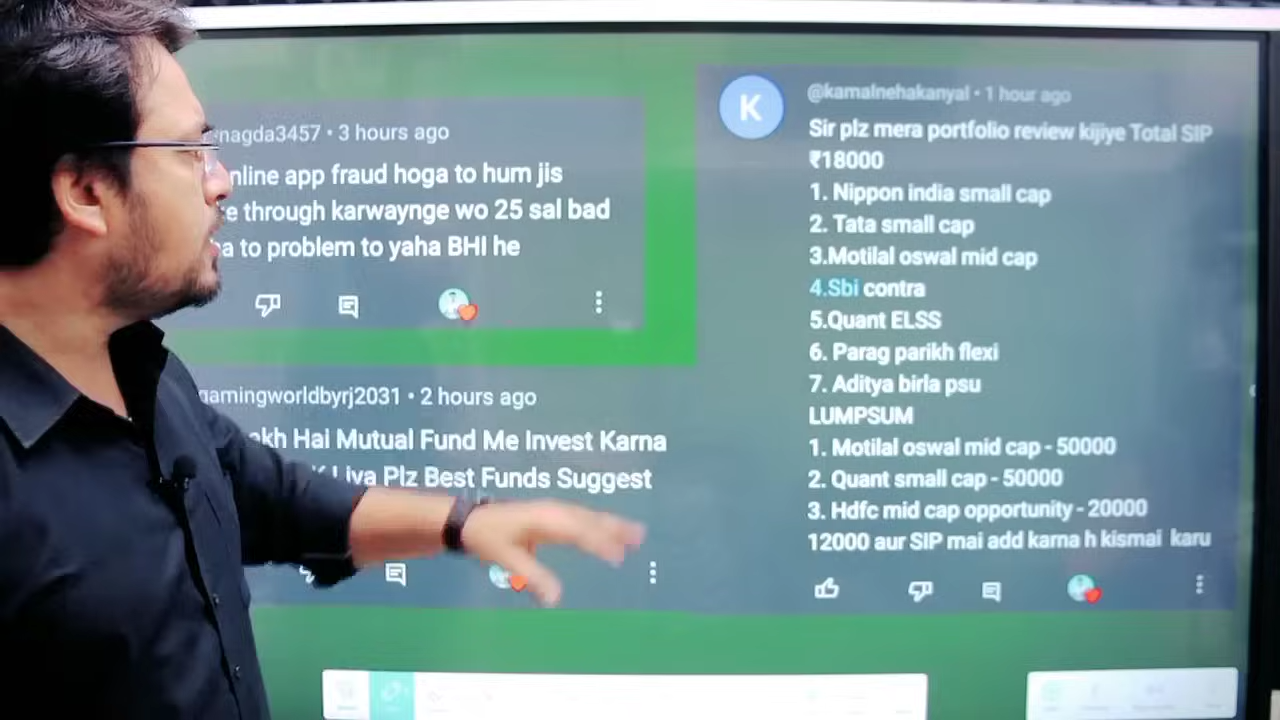 nagda3457 • 3 hours ago
nline app fraud hoga to hum jis
through karwaynge wo 25 sal bad
to problem to yaha BHI he
gamingworldbyrj2031 • 2 hours ago
Hai Mutual Fund Me Invest Karna
Liya Plz Best Funds Suggest
K
@kamalnehakanyal • 1 hour ago
Sir plz mera portfolio review kijiye Total SIP
₹18000
1. Nippon india small cap
2. Tata small cap
3.Motilal oswal mid cap
4.Sbi contra
5.Quant ELSS
6. Parag parikh flexi
7. Aditya birla psu
LUMPSUM
1. Motilal oswal mid cap - 50000
2. Quant small cap - 50000
3. Hdfc mid cap opportunity - 20000
12000 aur SIP mai add karna h kismai karu